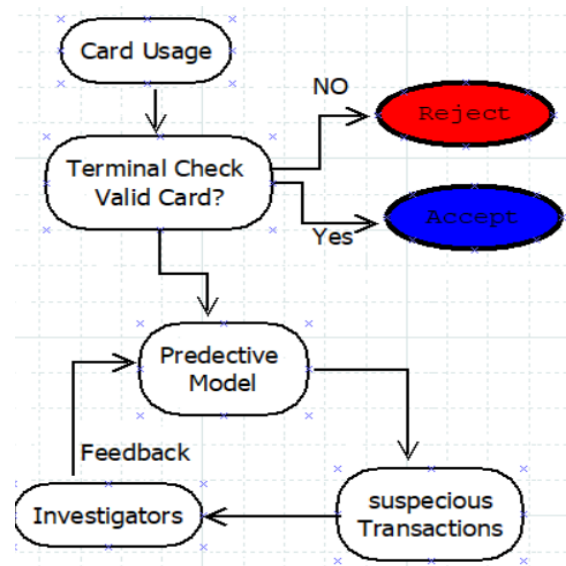 Card Usage
NO
Reject
Terminal Check
Valid Card?
Accept
Yes
Predective
Model
Feedback
Investigators
suspecious
Transactions